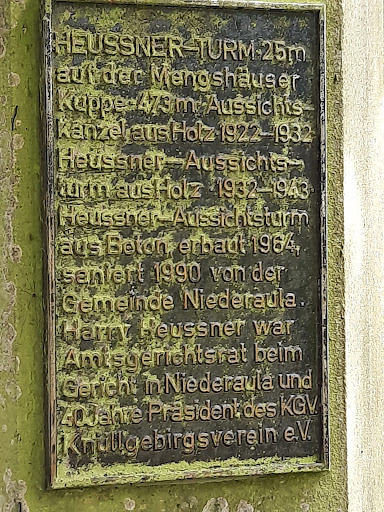 HEUSSNER-TURM 25m
auf der Mengshäuser
Kuppe 473m Aussichts-
kanzel aus Holz 1922-1932
Heussner-Aussichts-
turm aus Holz 1932-1943
Heussner-Aussichtsturm
aus Beton erbaut 1964,
saniert 1990 von der
Gemeinde Niederaula.
Harry Heussner war
Amtsgerichtsrat beim
Gericht in Niederaula und
40 Jahre Präsident des KGV.
Knüllgebirgsverein e.V.